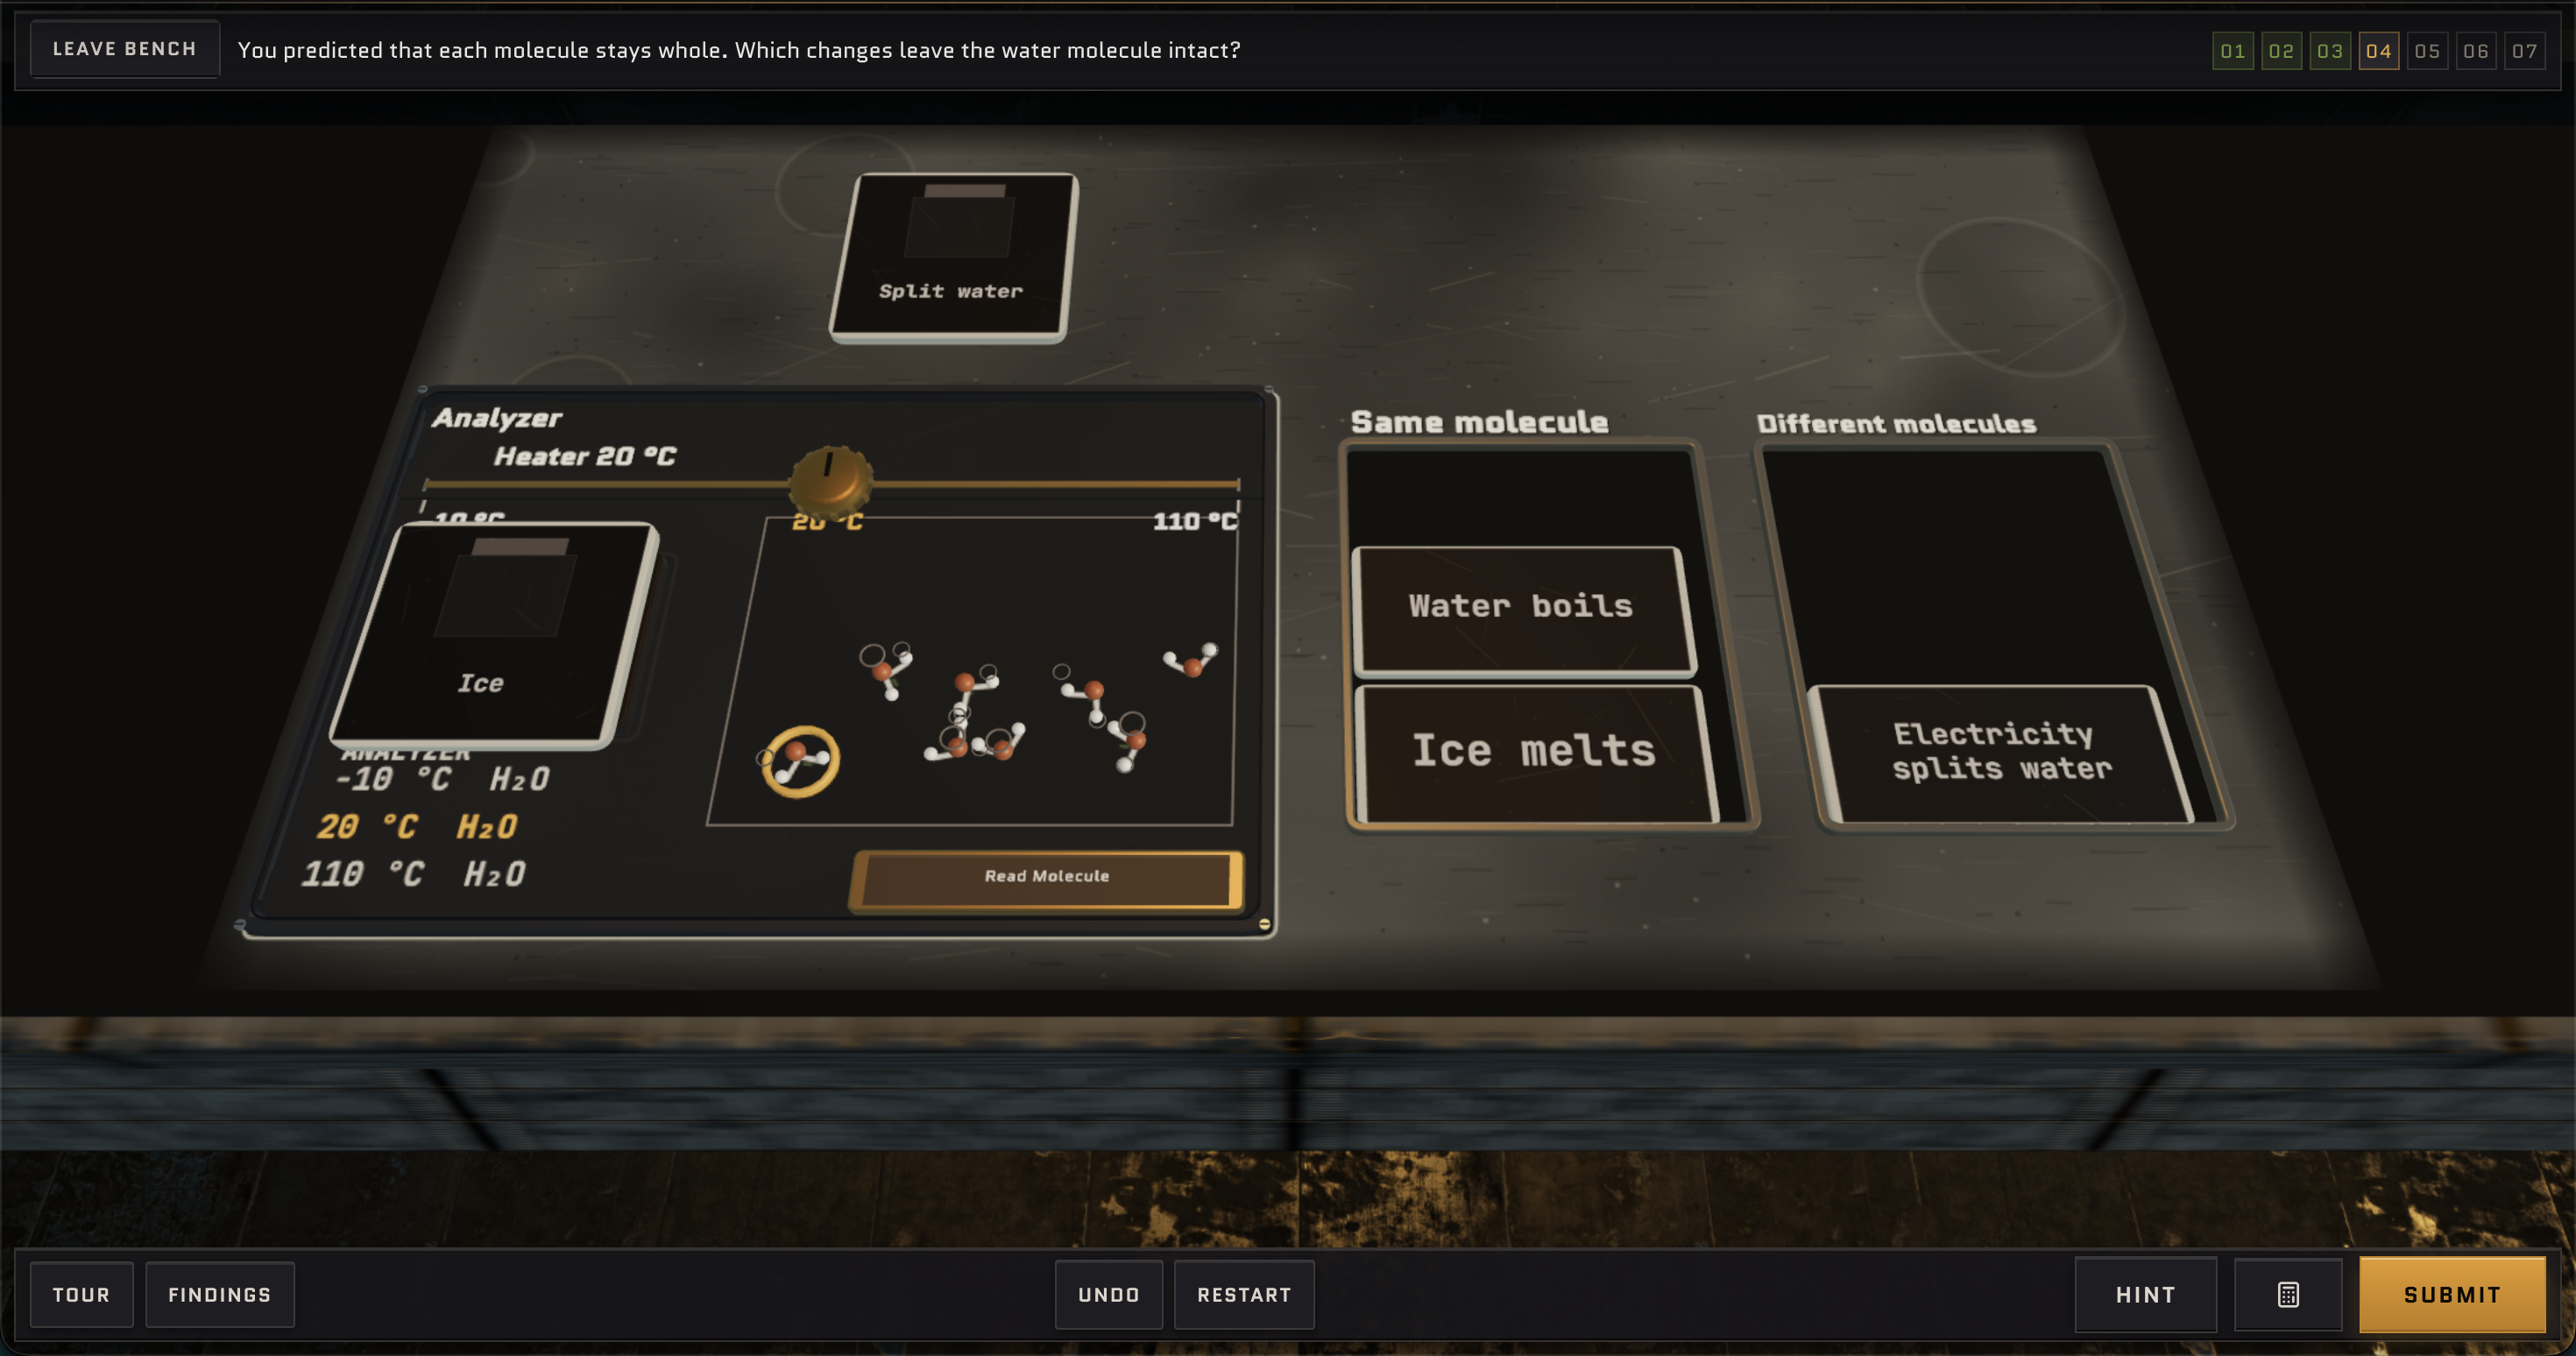 LEAVE BENCH
You predicted that each molecule stays whole. Which changes leave the water molecule intact?
01 02 03 04 05 06 07
Split water
Analyzer
Heater 20 °C
20 °C
110 °C
Ice
ANALYZER
-10 °C H₂O
20 °C H₂O
110 °C H₂O
Read Molecule
Same molecule
Water boils
Ice melts
Different molecules
Electricity
splits water
TOUR
FINDINGS
UNDO
RESTART
HINT
SUBMIT